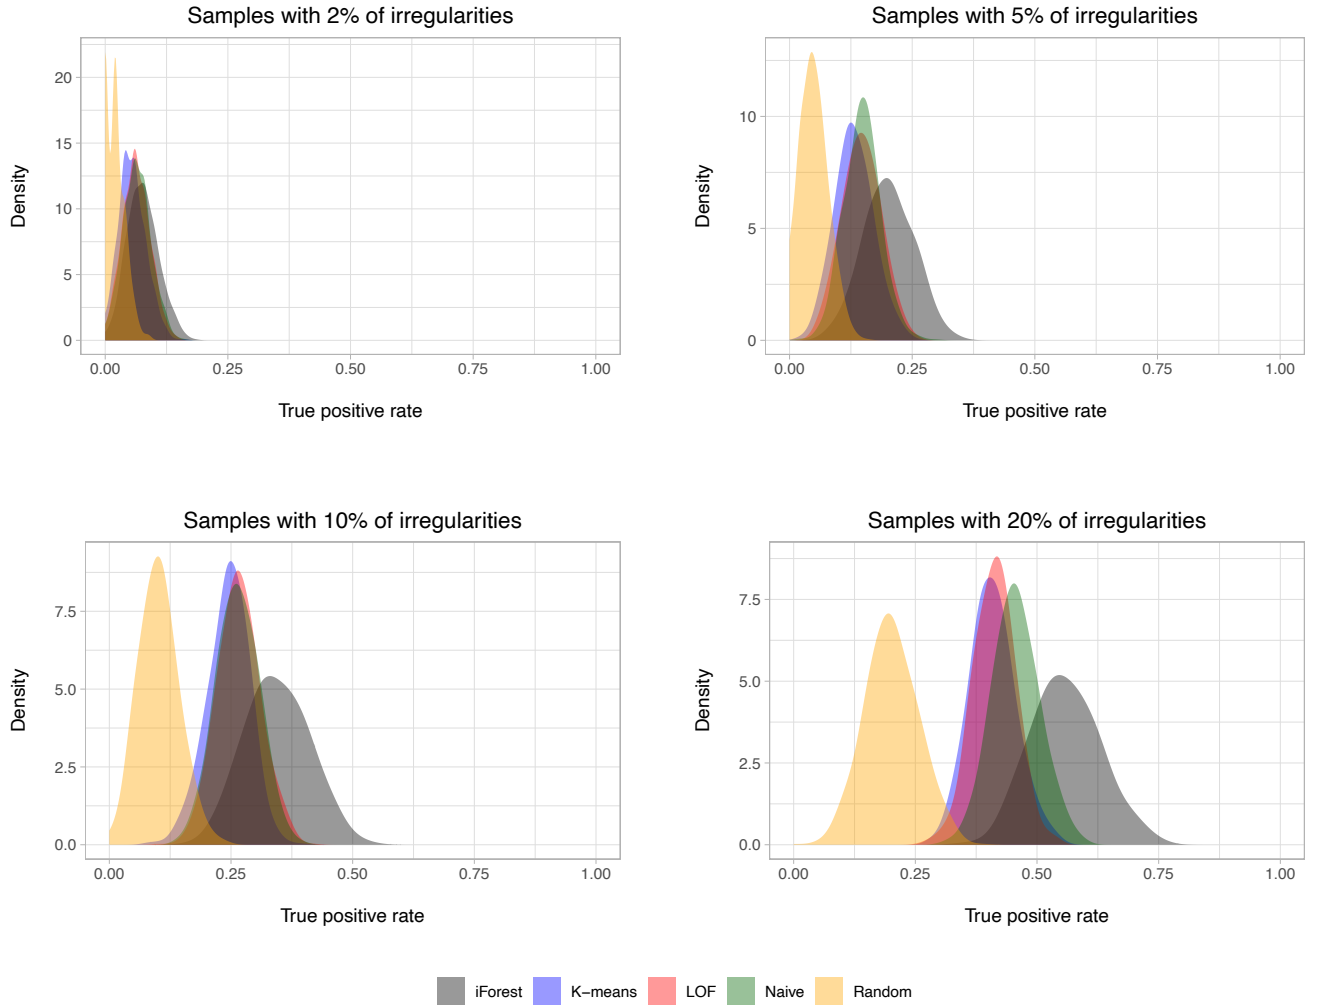 Samples with 2% of irregularities
Density
20
15
10
5
0
0.00 0.25 0.50 0.75 1.00
True positive rate
Samples with 5% of irregularities
Density
10
5
0
0.00 0.25 0.50 0.75 1.00
True positive rate
Samples with 10% of irregularities
Density
7.5
5.0
2.5
0.0
0.00 0.25 0.50 0.75 1.00
True positive rate
Samples with 20% of irregularities
Density
7.5
5.0
2.5
0.0
0.00 0.25 0.50 0.75 1.00
True positive rate
iForest K-means LOF Naive Random